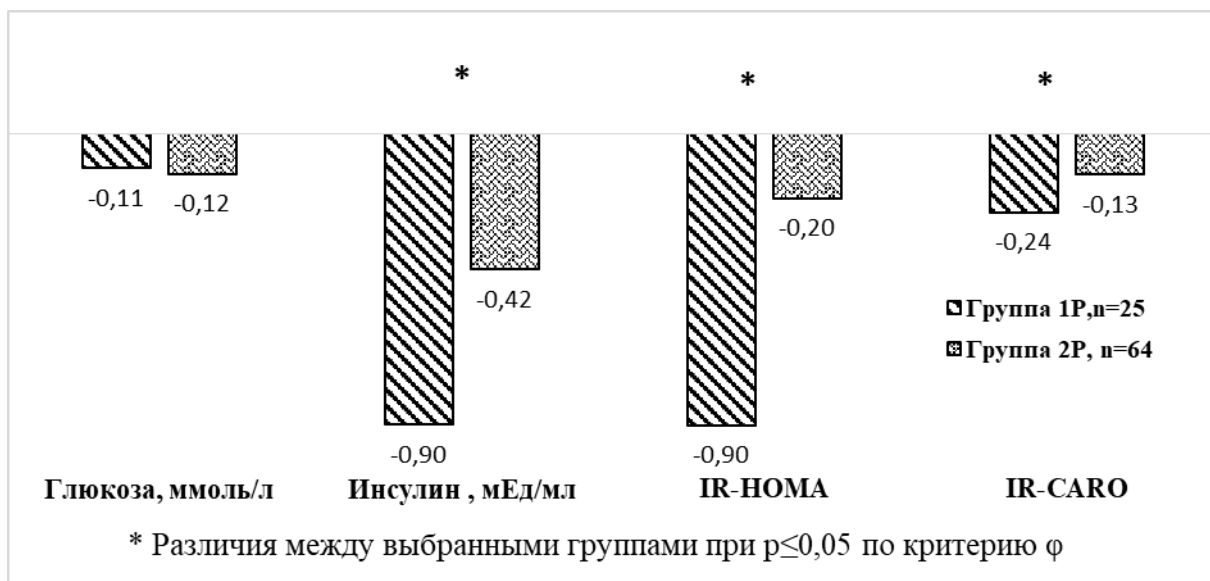 * * *
-0,11 -0,12 -0,90 -0,42 -0,90 -0,20 -0,24 -0,13
Группа 1Р,n=25
Группа 2Р, n=64
Глюкоза, ммоль/л Инсулин , мЕд/мл IR-HOMA IR-CARO
* Различия между выбранными группами при p≤0,05 по критерию φ